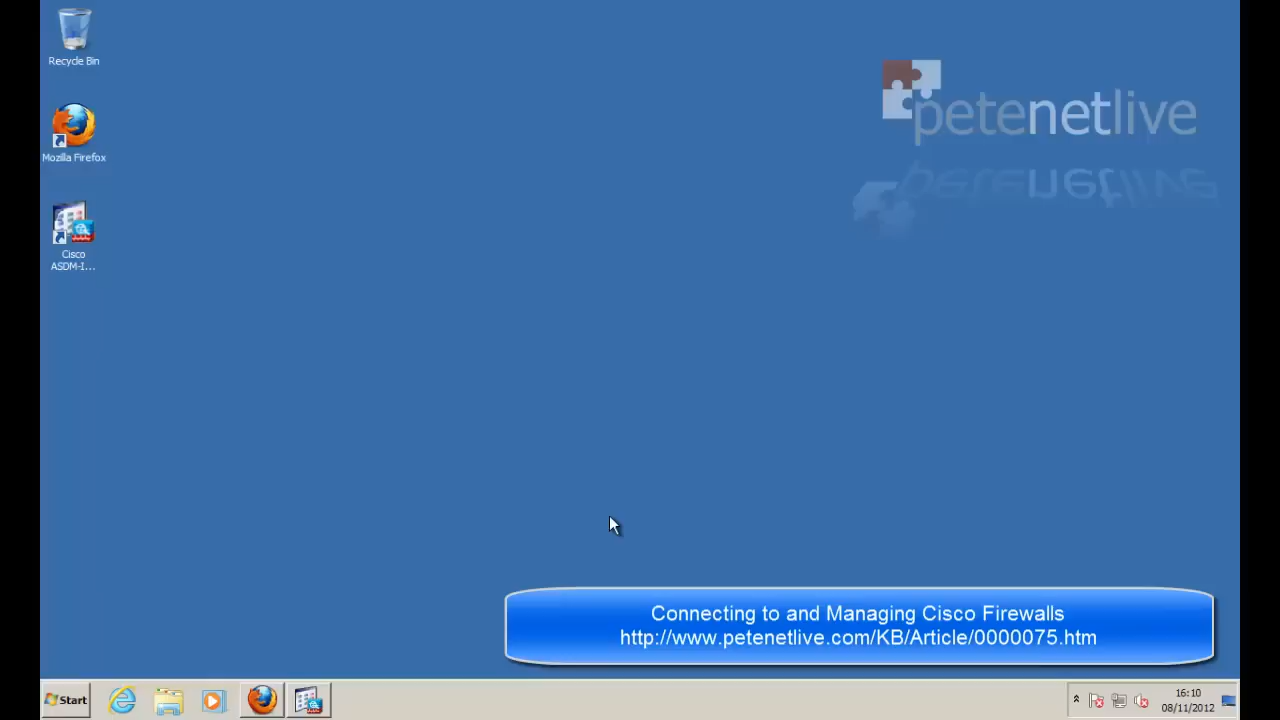 Recycle Bin
Mozilla Firefox
Cisco
ASDM-I...
petenetlive
Connecting to and Managing Cisco Firewalls
http://www.petenetlive.com/KB/Article/0000075.htm
Start
16:10
08/11/2012